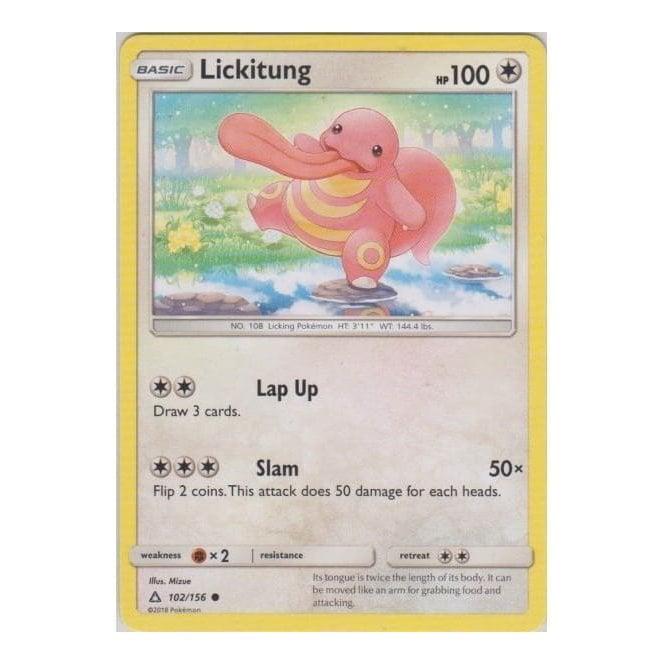 BASIC Lickitung HP 100
NO. 108 Licking Pokémon HT: 3'11" WT: 144.4 lbs.
Lap Up
Draw 3 cards.
Slam 50×
Flip 2 coins. This attack does 50 damage for each heads.
weakness ×2 resistance retreat
Illus. Mizue
102/156
©2018 Pokémon
Its tongue is twice the length of its body. It can
be moved like an arm for grabbing food and
attacking.